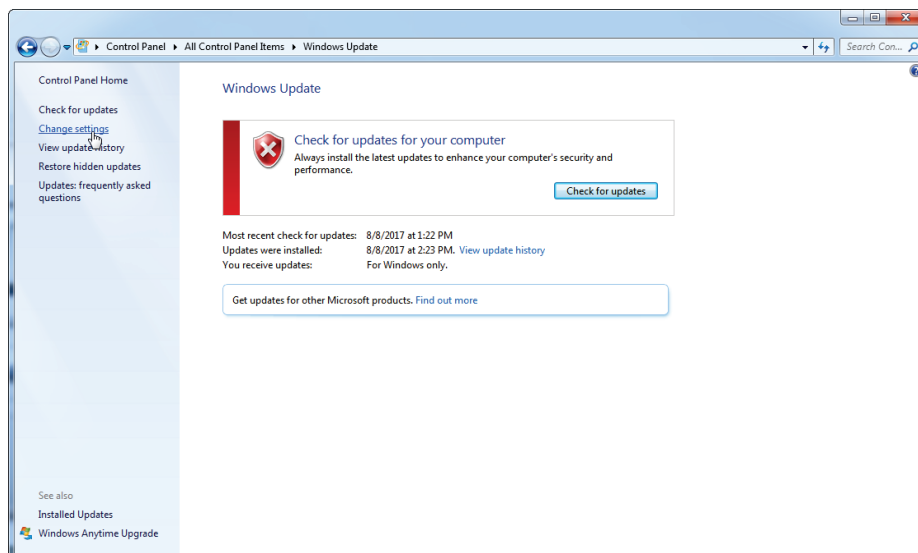 Control Panel Home
Check for updates
Change settings
View update history
Restore hidden updates
Updates: frequently asked
questions
See also
Installed Updates
Windows Anytime Upgrade
Control Panel
All Control Panel Items
Windows Update
Search Con...
Windows Update
Check for updates for your computer
Always install the latest updates to enhance your computer's security and
performance.
Check for updates
Most recent check for updates: 8/8/2017 at 1:22 PM
Updates were installed: 8/8/2017 at 2:23 PM. View update history
You receive updates: For Windows only.
Get updates for other Microsoft products. Find out more